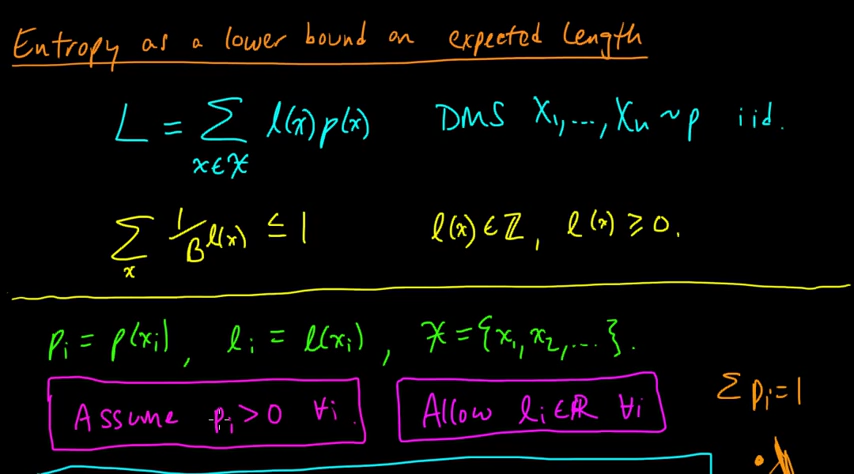 Entropy as a lower bound on expected length
L = ∑_{x∈𝒳} l(x)p(x) DMS X₁,...,Xₙ ~ p iid.
∑_x 1/B^{l(x)} ≤ 1 l(x) ∈ ℤ, l(x) ≥ 0.
pᵢ = p(xᵢ), lᵢ = l(xᵢ), 𝒳 = {x₁, x₂, ...}.
∑ pᵢ = 1
Assume pᵢ > 0 ∀i. Allow lᵢ ∈ ℝ ∀i